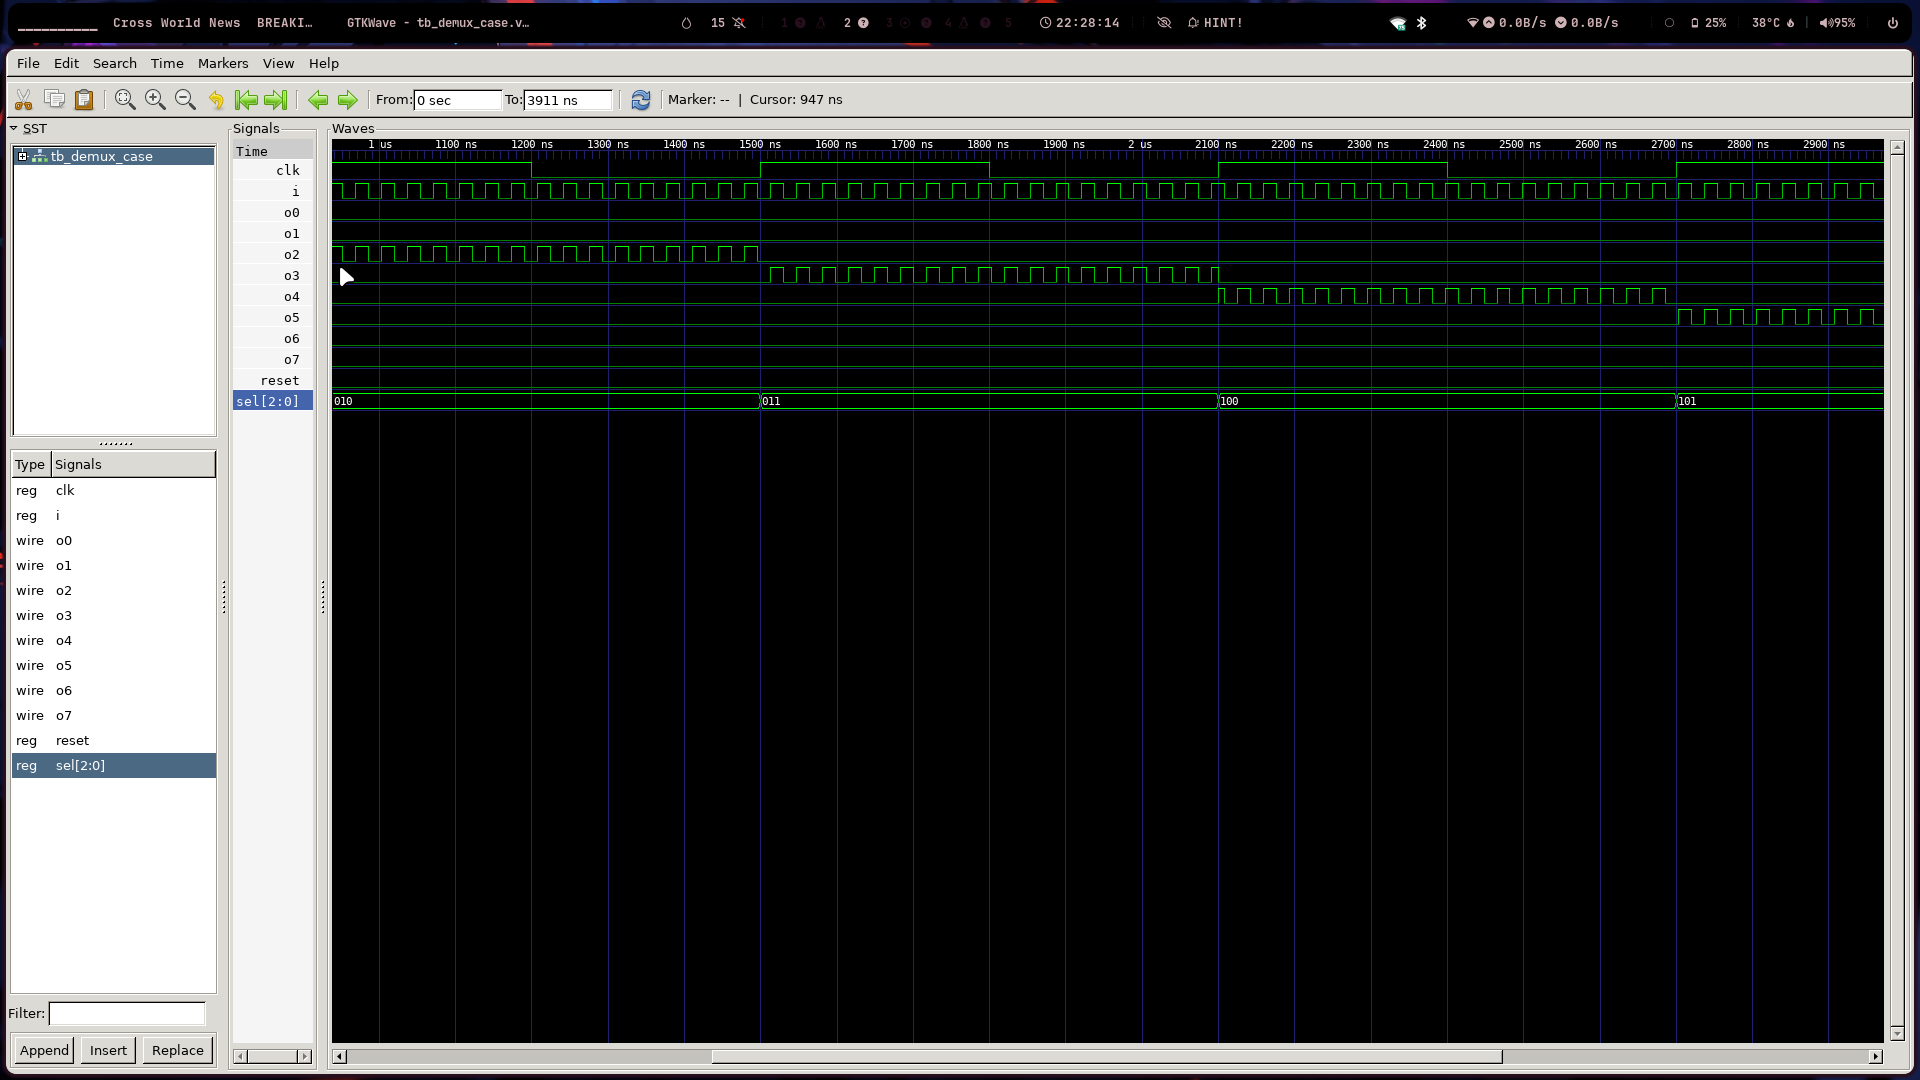 __________ Cross World News BREAKI… GTKWave - tb_demux_case.v… 15 1 2 3 4 5 22:28:14 HINT! 0.0B/s 0.0B/s 25% 38°C 95%
File Edit Search Time Markers View Help
From: 0 sec To: 3911 ns Marker: -- | Cursor: 947 ns
SST
tb_demux_case
Type Signals
reg clk
reg i
wire o0
wire o1
wire o2
wire o3
wire o4
wire o5
wire o6
wire o7
reg reset
reg sel[2:0]
Filter:
Append Insert Replace
Signals
Time
clk
i
o0
o1
o2
o3
o4
o5
o6
o7
reset
sel[2:0]
Waves
1 us 1100 ns 1200 ns 1300 ns 1400 ns 1500 ns 1600 ns 1700 ns 1800 ns 1900 ns 2 us 2100 ns 2200 ns 2300 ns 2400 ns 2500 ns 2600 ns 2700 ns 2800 ns 2900 ns
010 011 100 101